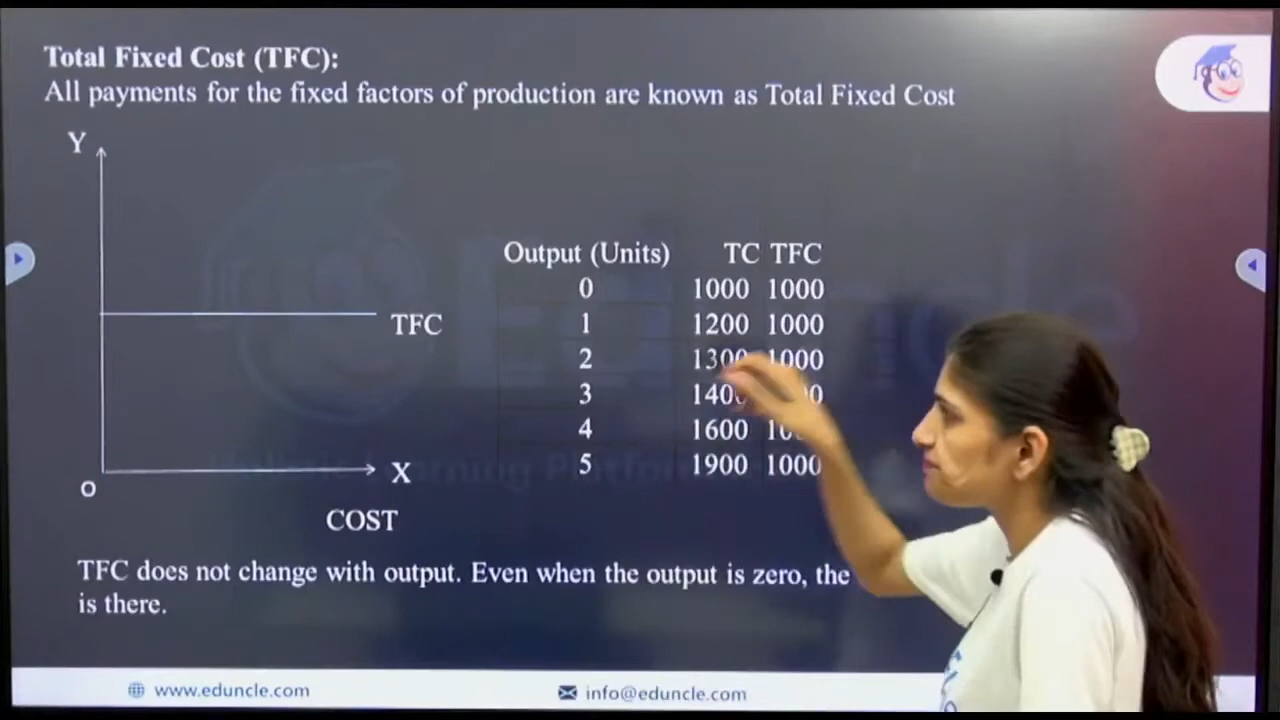 Total Fixed Cost (TFC):
All payments for the fixed factors of production are known as Total Fixed Cost
Y
TFC
O
X
COST
Output (Units) TC TFC
0 1000 1000
1 1200 1000
2 1300 1000
3 1400
4 1600
5 1900 1000
TFC does not change with output. Even when the output is zero, the
is there.
www.eduncle.com
info@eduncle.com